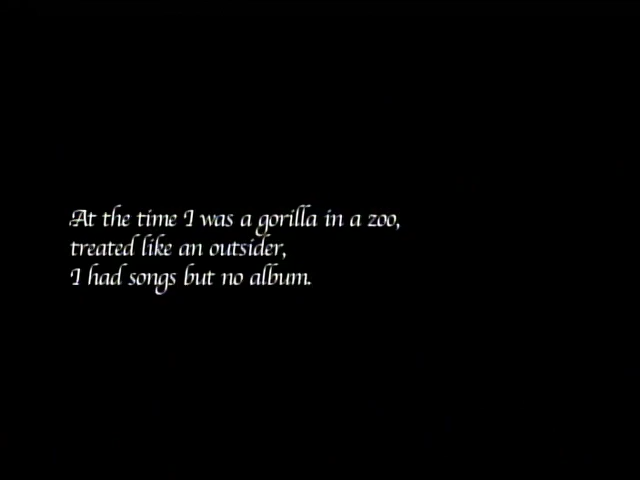 At the time I was a gorilla in a zoo,
treated like an outsider,
I had songs but no album.